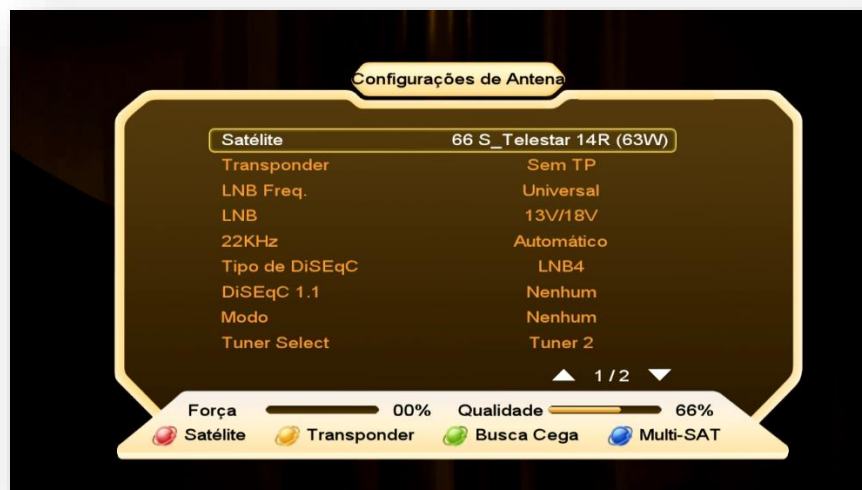 Configurações de Antena
Satélite 66 S_Telestar 14R (63W)
Transponder Sem TP
LNB Freq. Universal
LNB 13V/18V
22KHz Automático
Tipo de DiSEqC LNB4
DiSEqC 1.1 Nenhum
Modo Nenhum
Tuner Select Tuner 2
1/2
Força 00% Qualidade 66%
Satélite Transponder Busca Cega Multi-SAT